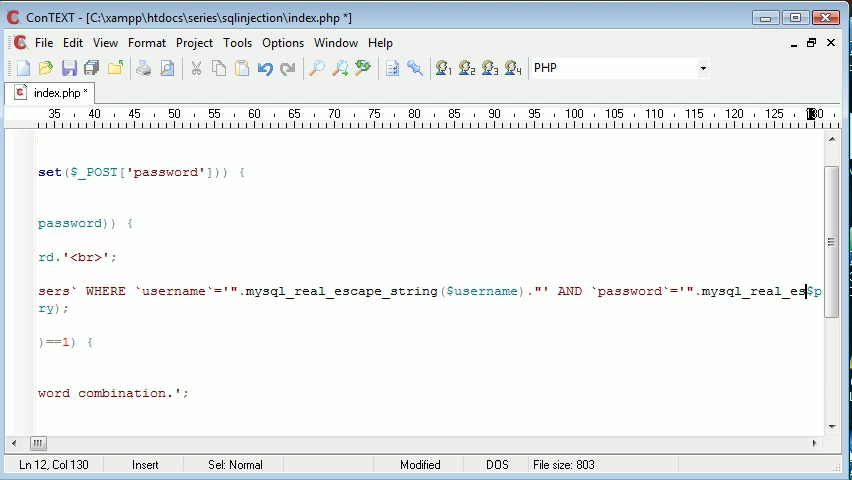 ConTEXT - [C:\xampp\htdocs\series\sqlinjection\index.php *]
File Edit View Format Project Tools Options Window Help
PHP
index.php *
35 40 45 50 55 60 65 70 75 80 85 90 95 100 105 110 115 120 125 130
set($_POST['password'])) {
password)) {
rd.'<br>';
sers` WHERE `username`='".mysql_real_escape_string($username)."' AND `password`='".mysql_real_es$p
ry);
)==1) {
word combination.';
Ln 12, Col 130 Insert Sel: Normal Modified DOS File size: 803